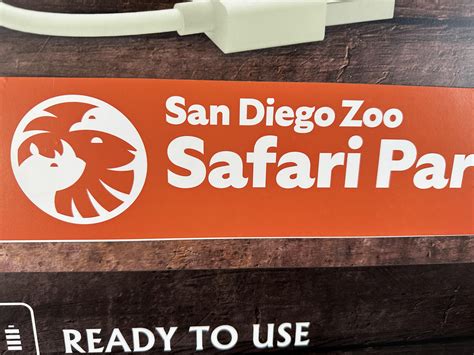 San Diego Zoo
Safari Par
READY TO USE